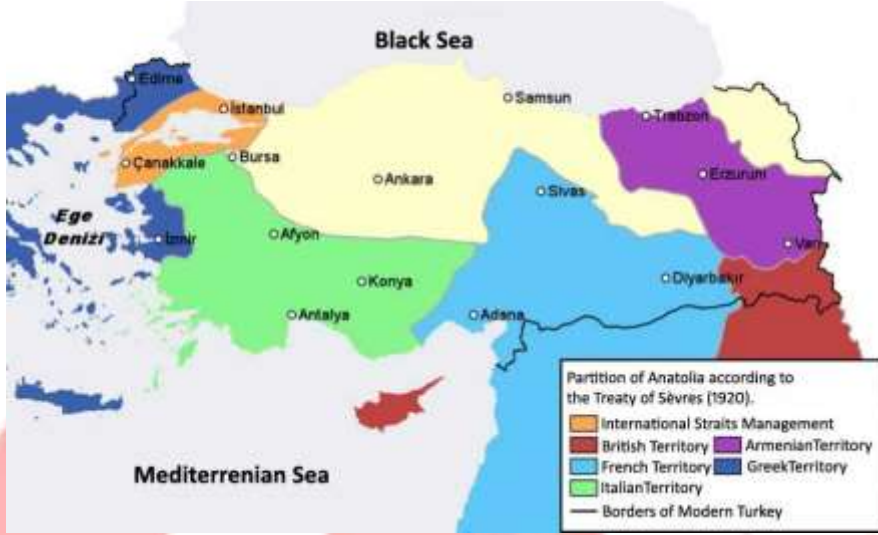 Black Sea
Edirne
İstanbul
Samsun
Trabzon
Çanakkale
Bursa
Ankara
Sivas
Erzurum
Ege
Denizi
İzmir
Afyon
Van
Konya
Diyarbakır
Antalya
Adana
Mediterrenian Sea
Partition of Anatolia according to
the Treaty of Sèvres (1920).
International Straits Management
British Territory
ArmenianTerritory
French Territory
GreekTerritory
ItalianTerritory
Borders of Modern Turkey